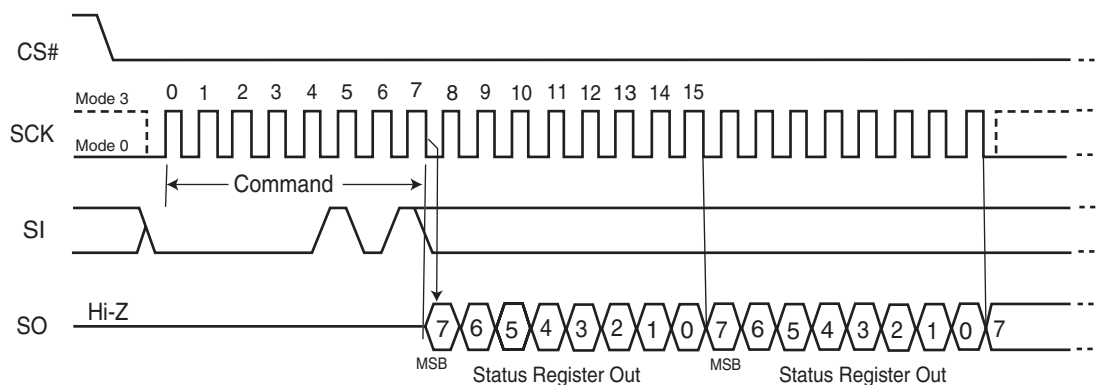 CS#
Mode 3
0 1 2 3 4 5 6 7 8 9 10 11 12 13 14 15
SCK
Mode 0
Command
SI
Hi-Z
SO
7 6 5 4 3 2 1 0 7 6 5 4 3 2 1 0 7
MSB MSB
Status Register Out Status Register Out